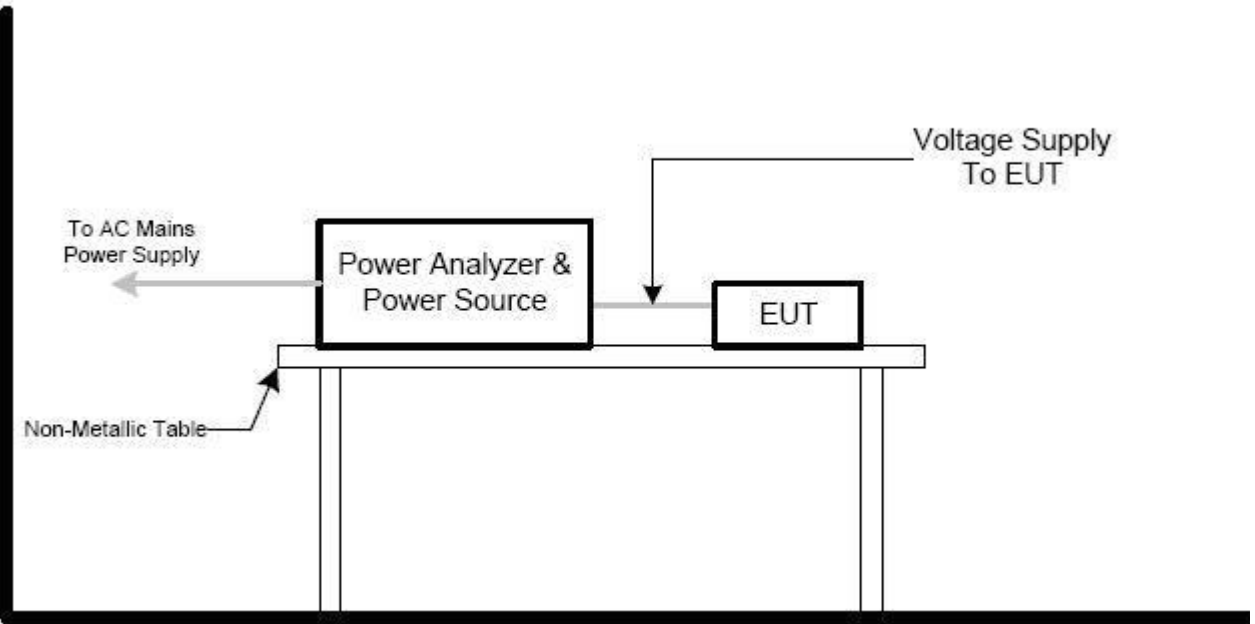 Voltage Supply
To EUT
To AC Mains
Power Supply
Power Analyzer &
Power Source
EUT
Non-Metallic Table